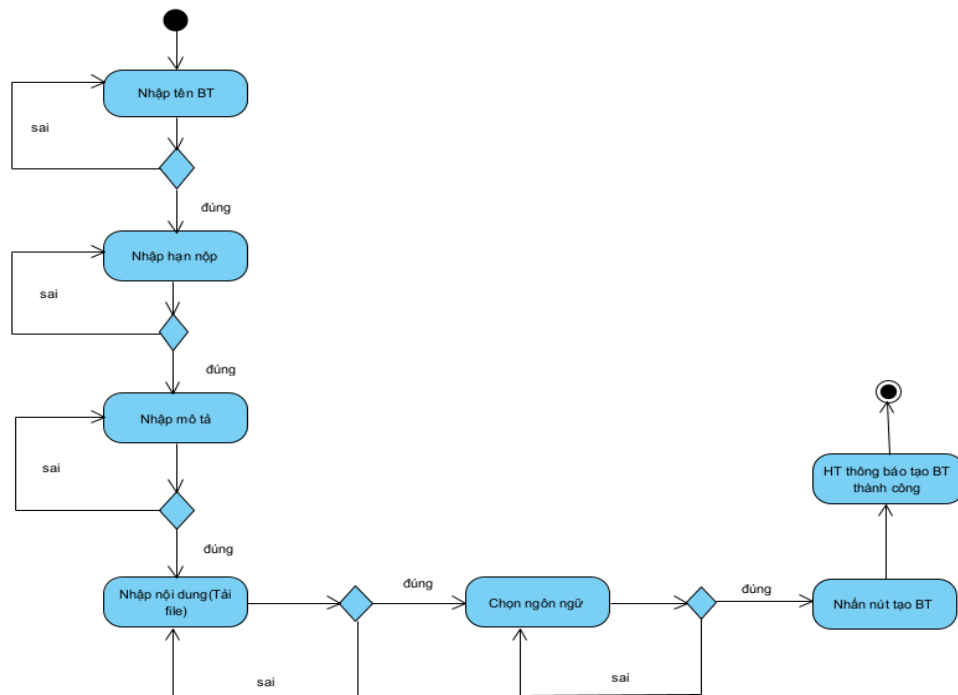 Nhập tên BT
sai
đúng
Nhập hạn nộp
sai
đúng
Nhập mô tả
sai
đúng
HT thông báo tạo BT
thành công
Nhập nội dung(Tải
file)
đúng
Chọn ngôn ngữ
đúng
Nhấn nút tạo BT
sai
sai